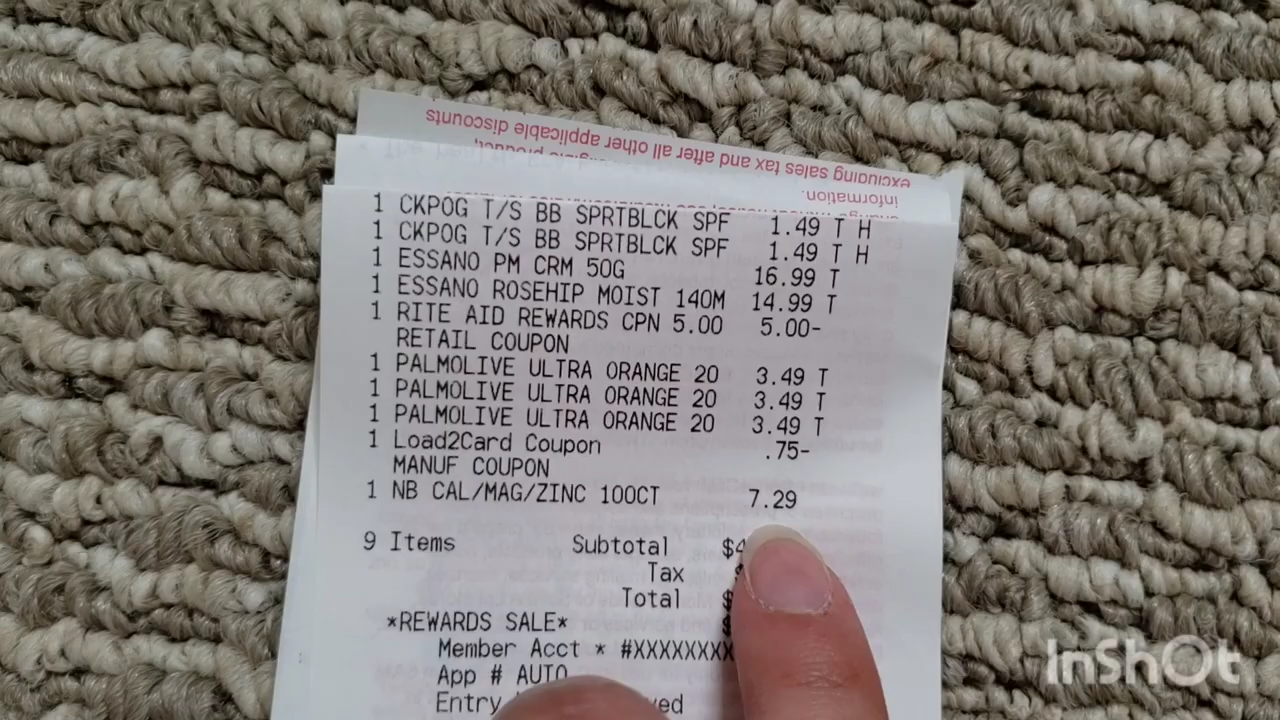 excluding sales tax and after all other applicable discounts
information.
1 CKPOG T/S BB SPRTBLCK SPF 1.49 T H
1 CKPOG T/S BB SPRTBLCK SPF 1.49 T H
1 ESSANO PM CRM 50G 16.99 T
1 ESSANO ROSEHIP MOIST 140M 14.99 T
1 RITE AID REWARDS CPN 5.00 5.00-
RETAIL COUPON
1 PALMOLIVE ULTRA ORANGE 20 3.49 T
1 PALMOLIVE ULTRA ORANGE 20 3.49 T
1 PALMOLIVE ULTRA ORANGE 20 3.49 T
1 Load2Card Coupon .75-
MANUF COUPON
1 NB CAL/MAG/ZINC 100CT 7.29
9 Items Subtotal $4
Tax $
Total $
*REWARDS SALE*
Member Acct * #XXXXXXXX
App # AUTO
Entry
InShOt